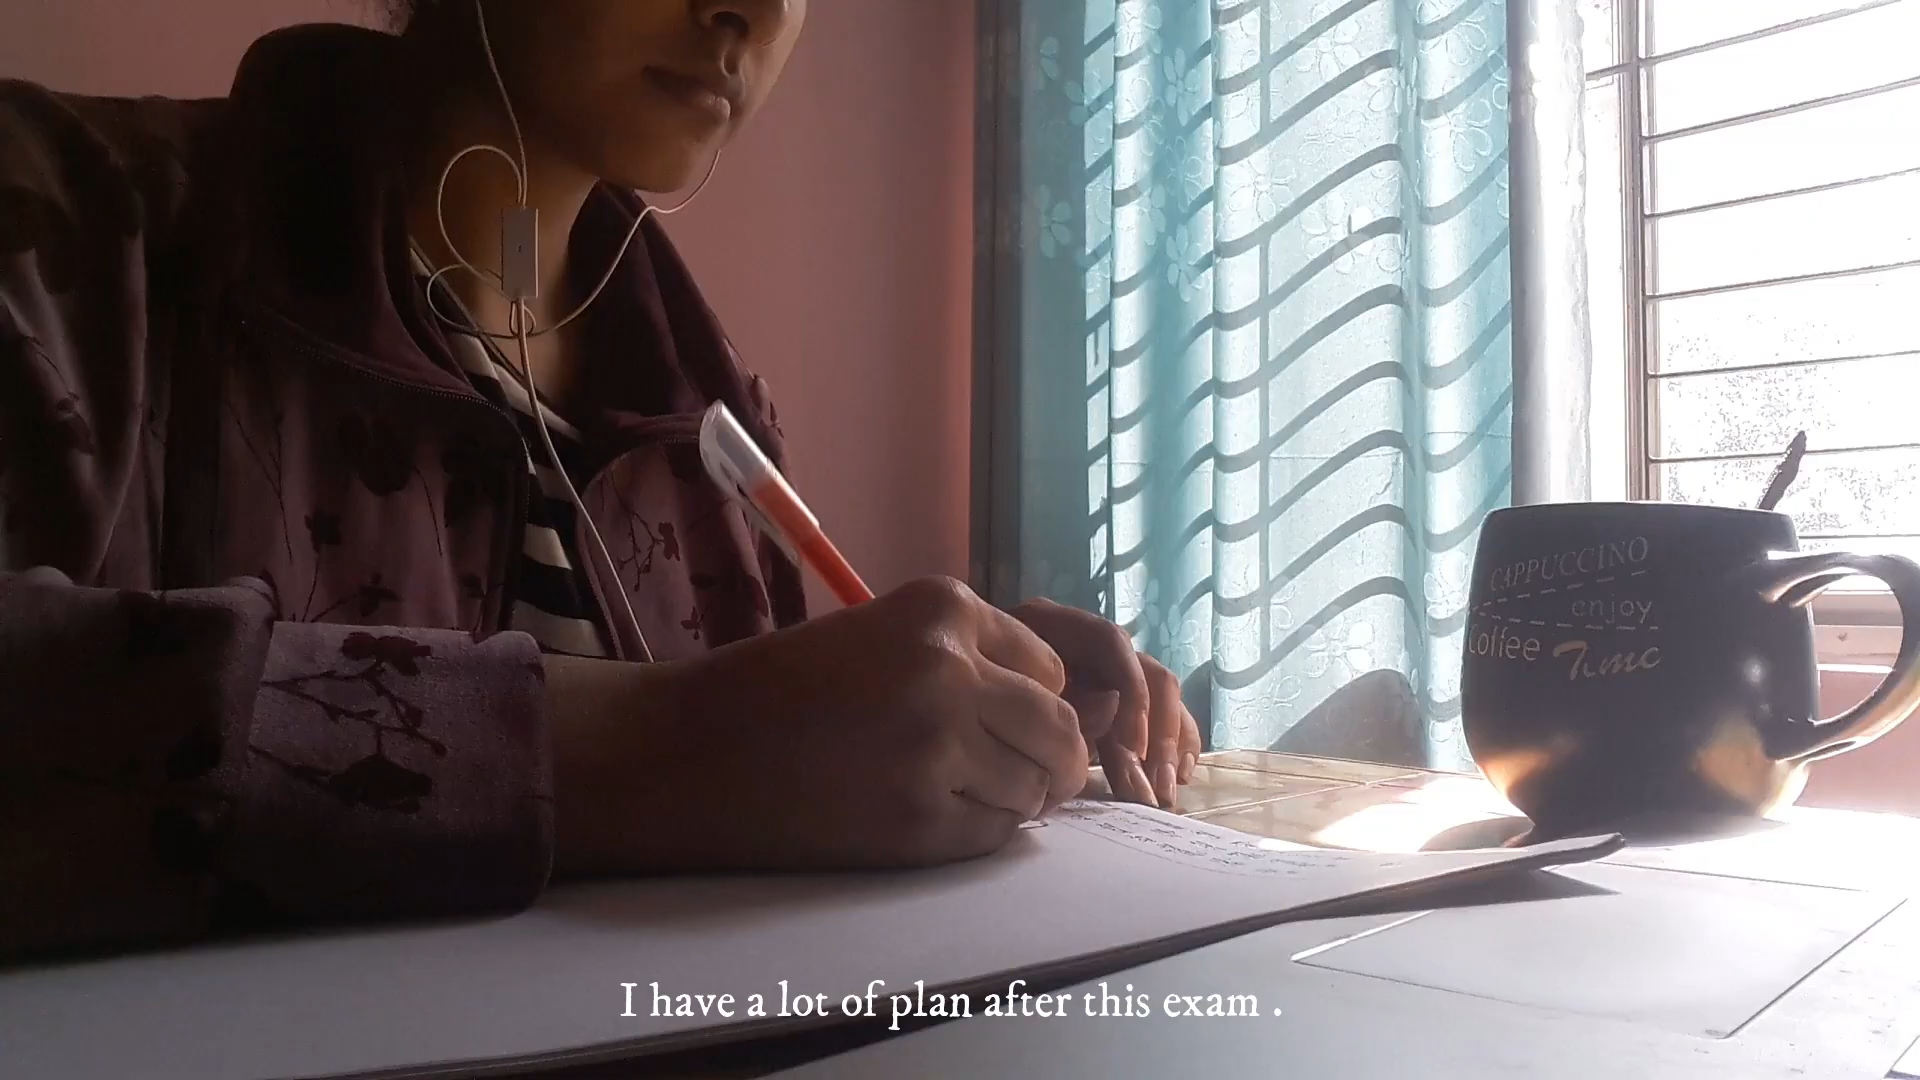 CAPPUCCINO
enjoy
Coffee Time
I have a lot of plan after this exam .